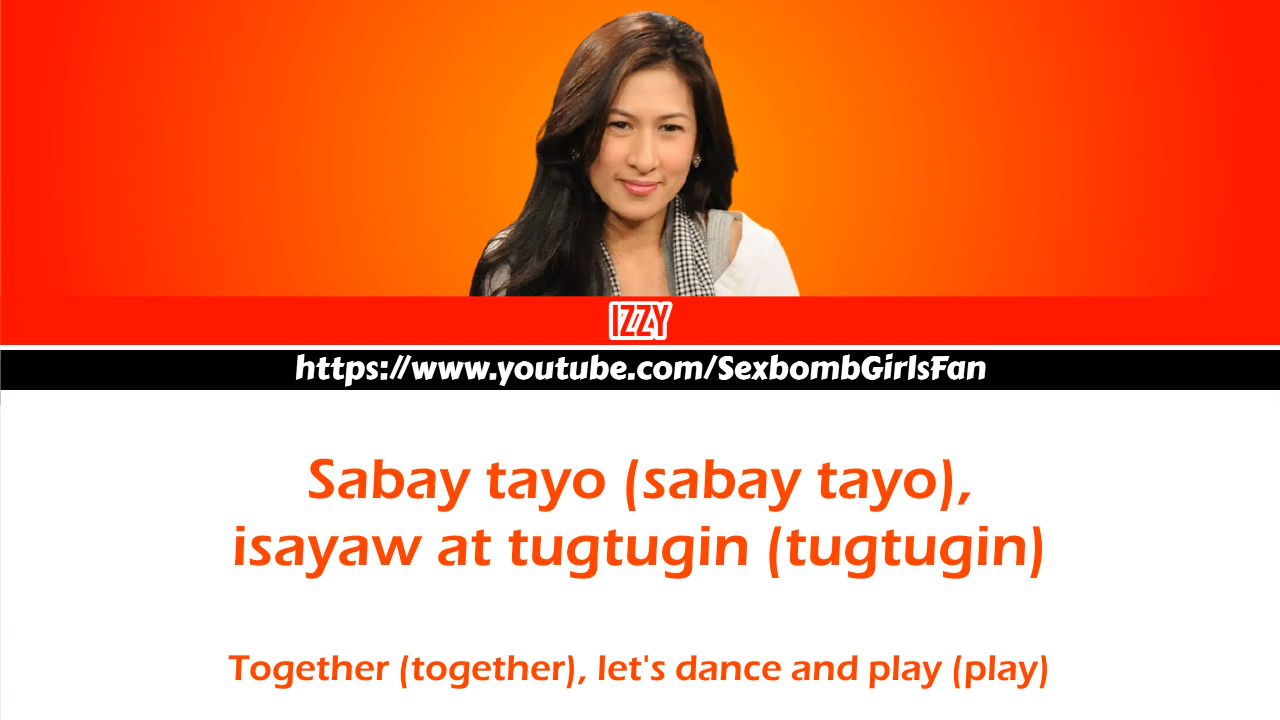 IZZY
https://www.youtube.com/SexbombGirlsFan
Sabay tayo (sabay tayo),
isayaw at tugtugin (tugtugin)
Together (together), let's dance and play (play)